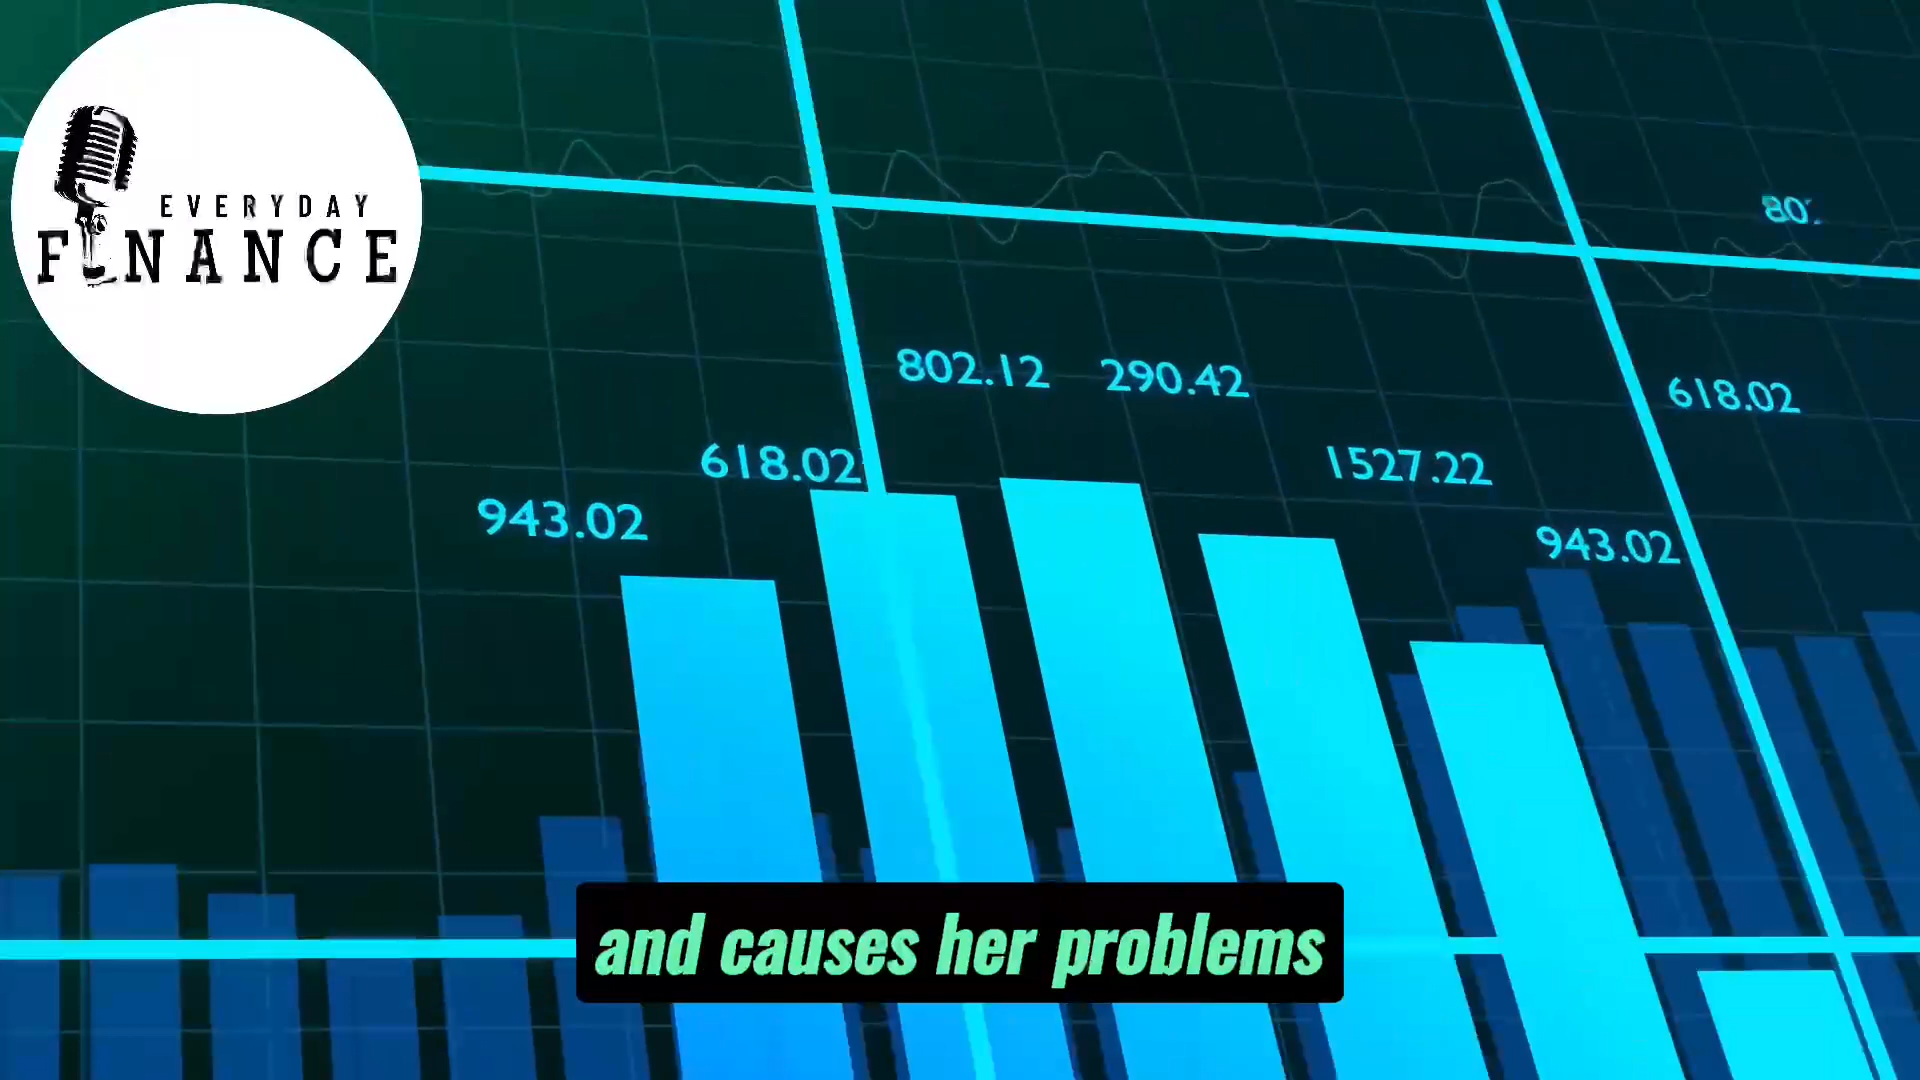 EVERYDAY
FINANCE
802.12
290.42
618.02
618.02
1527.22
943.02
943.02
and causes her problems